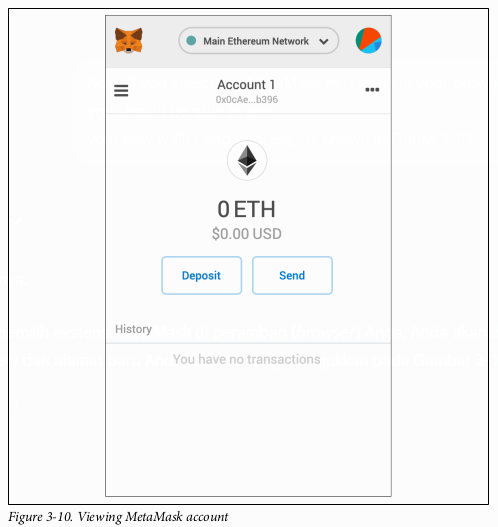 Main Ethereum Network
Account 1
0x0cAe...b396
0 ETH
$0.00 USD
Deposit
Send
History
You have no transactions
Figure 3-10. Viewing MetaMask account